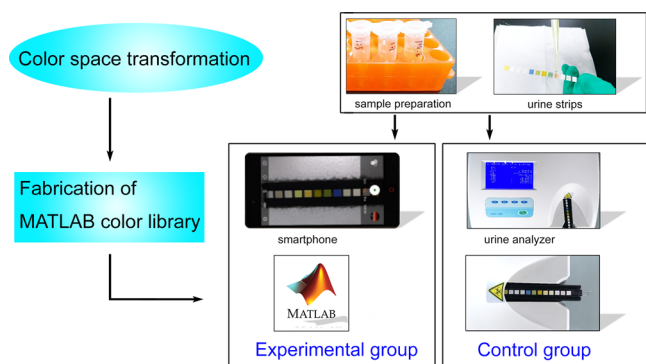 Color space transformation
sample preparation
urine strips
Fabrication of
MATLAB color library
smartphone
urine analyzer
MATLAB
Experimental group
Control group